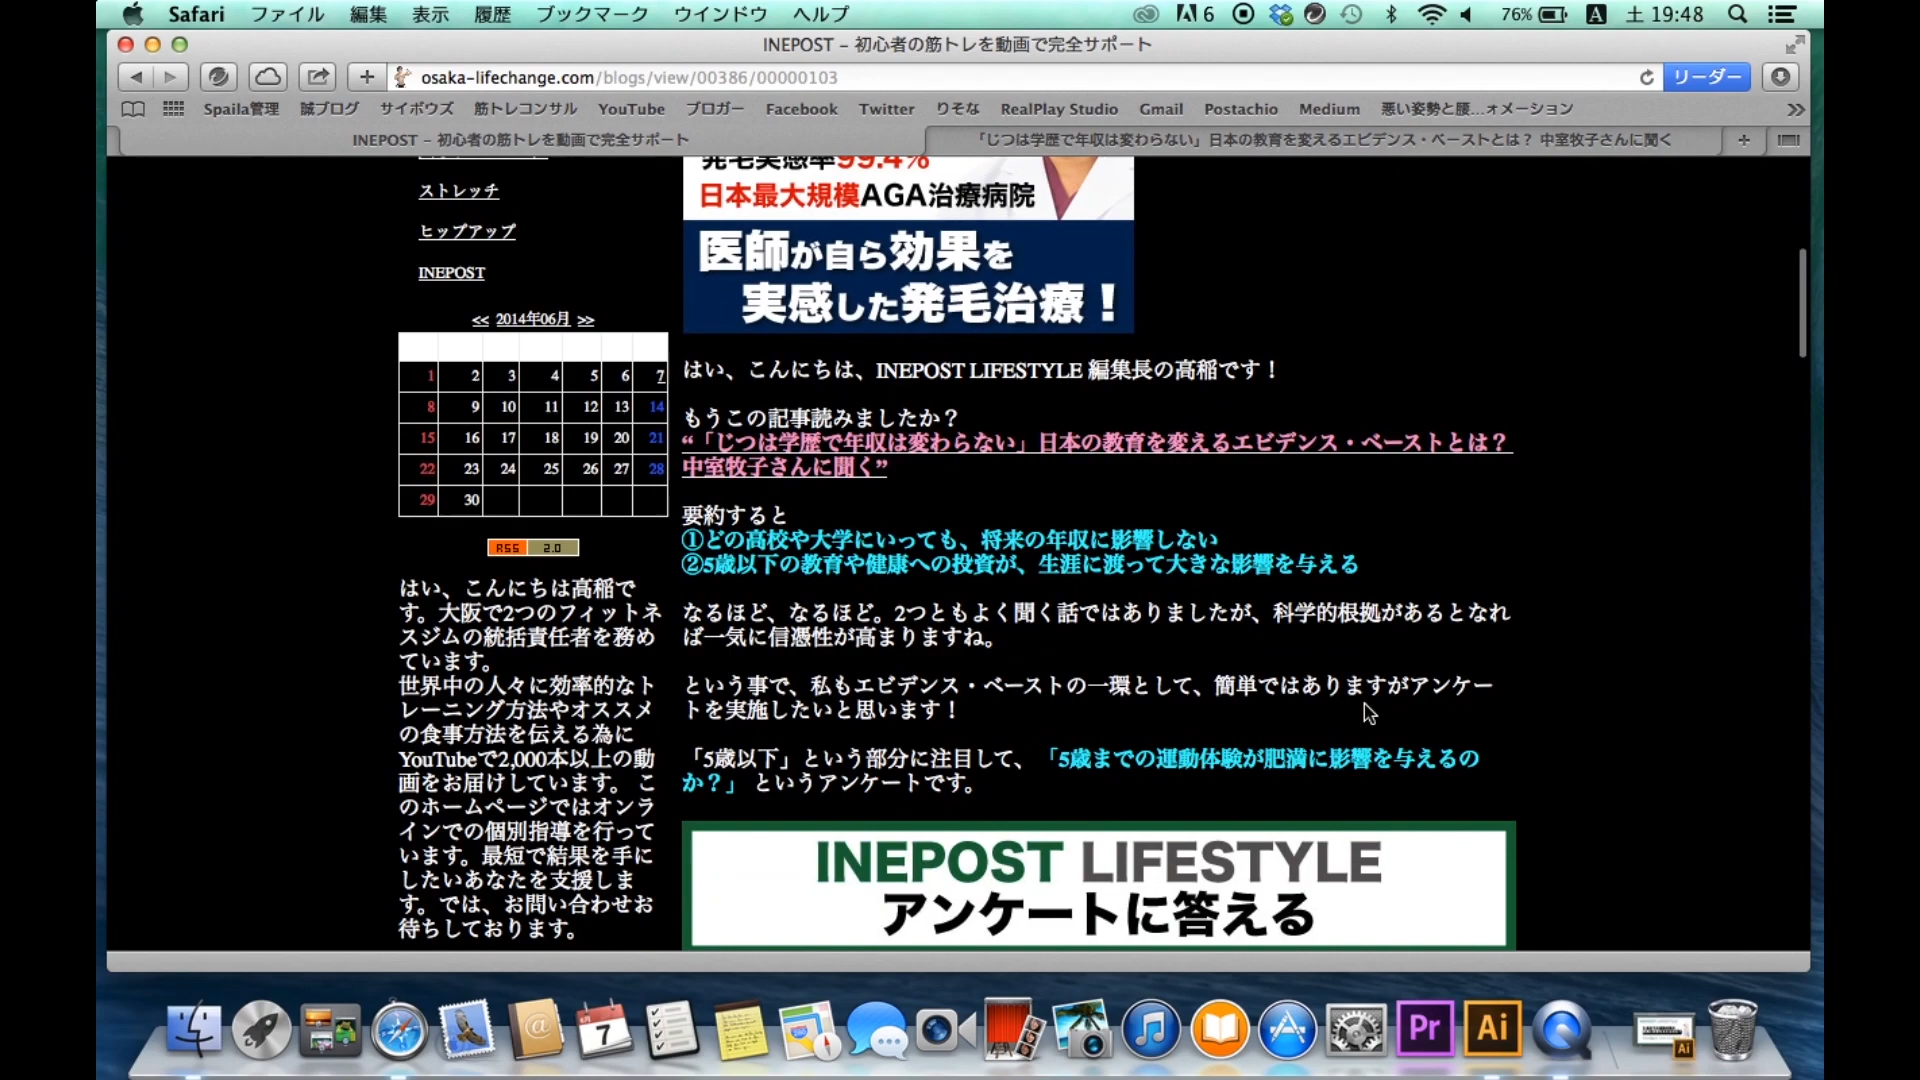 Safari ファイル 編集 表示 履歴 ブックマーク ウインドウ ヘルプ 6 76% A 土 19:48
INEPOST – 初心者の筋トレを動画で完全サポート
osaka-lifechange.com/blogs/view/00386/00000103 リーダー
Spaila管理 誠ブログ サイボウズ 筋トレコンサル YouTube ブロガー Facebook Twitter りそな RealPlay Studio Gmail Postachio Medium 悪い姿勢と腰…ォメーション
INEPOST – 初心者の筋トレを動画で完全サポート
「じつは学歴で年収は変わらない」日本の教育を変えるエビデンス・ベーストとは？ 中室牧子さんに聞く
ストレッチ
ヒップアップ
INEPOST
<< 2014年06月 >>
1 2 3 4 5 6 7
8 9 10 11 12 13 14
15 16 17 18 19 20 21
22 23 24 25 26 27 28
29 30
RSS 2.0
はい、こんにちは高稲で
す。大阪で2つのフィットネ
スジムの統括責任者を務め
ています。
世界中の人々に効率的なト
レーニング方法やオススメ
の食事方法を伝える為に
YouTubeで2,000本以上の動
画をお届けしています。 こ
のホームページではオンラ
インでの個別指導を行って
います。最短で結果を手に
したいあなたを支援しま
す。では、お問い合わせお
待ちしております。
発毛実感率99.4%
日本最大規模AGA治療病院
医師が自ら効果を
実感した発毛治療！
はい、こんにちは、INEPOST LIFESTYLE 編集長の高稲です！
もうこの記事読みましたか？
“「じつは学歴で年収は変わらない」日本の教育を変えるエビデンス・ベーストとは？
中室牧子さんに聞く”
要約すると
①どの高校や大学にいっても、将来の年収に影響しない
②5歳以下の教育や健康への投資が、生涯に渡って大きな影響を与える
なるほど、なるほど。2つともよく聞く話ではありましたが、科学的根拠があるとなれ
ば一気に信憑性が高まりますね。
という事で、私もエビデンス・ベーストの一環として、簡単ではありますがアンケー
トを実施したいと思います！
「5歳以下」という部分に注目して、「5歳までの運動体験が肥満に影響を与えるの
か？」 というアンケートです。
INEPOST LIFESTYLE
アンケートに答える
7
Pr
Ai
Ai